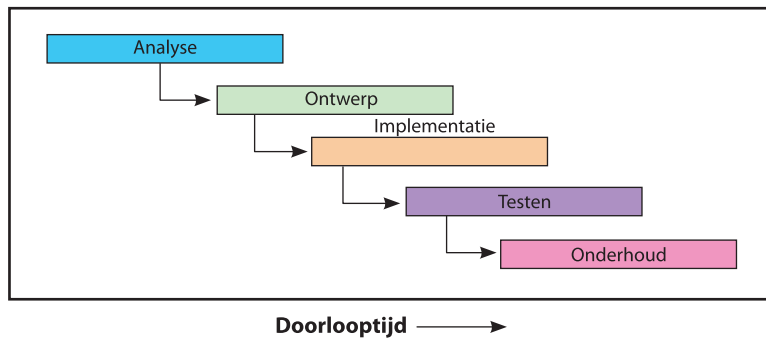 Analyse
Ontwerp
Implementatie
Testen
Onderhoud
Doorlooptijd